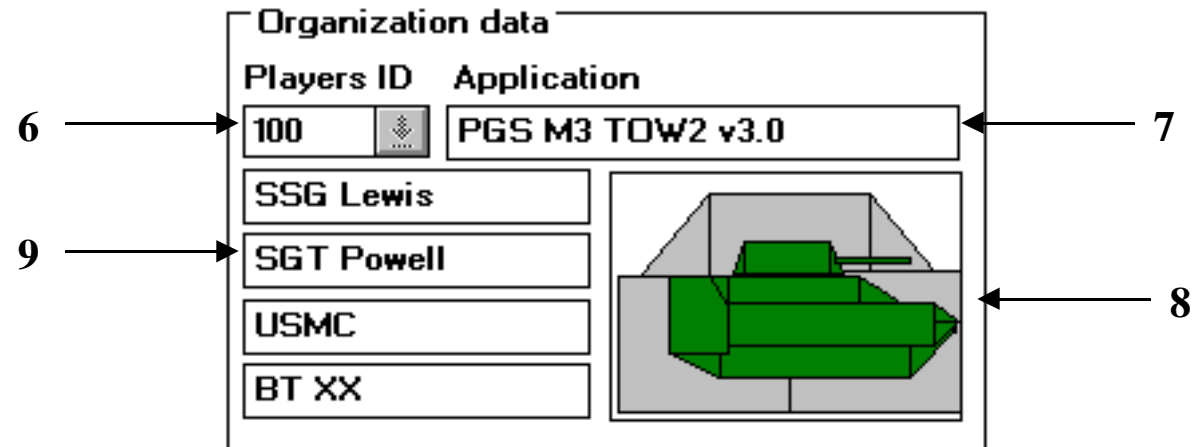 Organization data
Players ID Application
6 100 PGS M3 TOW2 v3.0 7
SSG Lewis
9 SGT Powell
8
USMC
BT XX